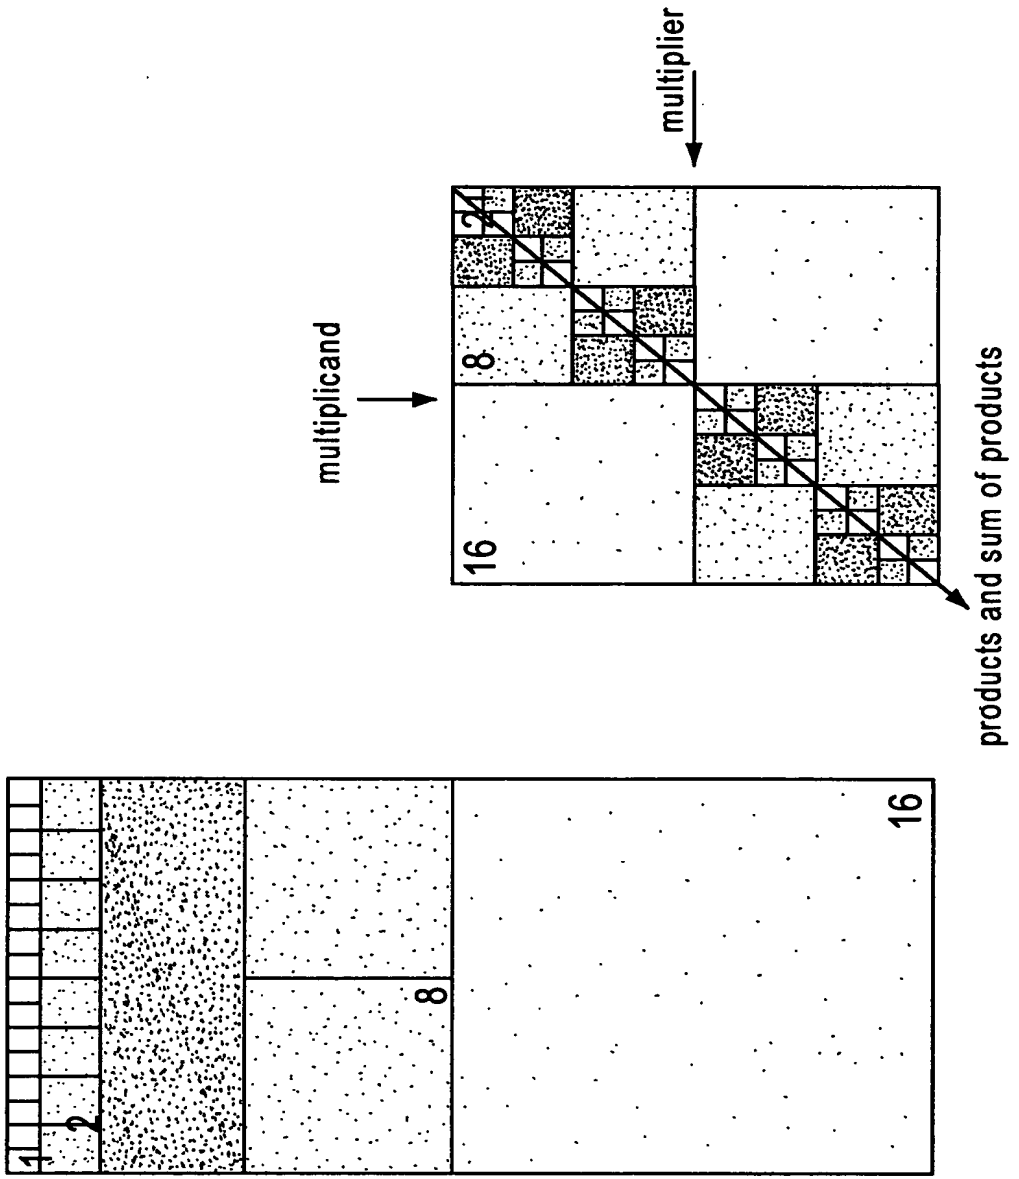 multiplier
multiplicand
2
8
16
products and sum of products
1
2
8
16